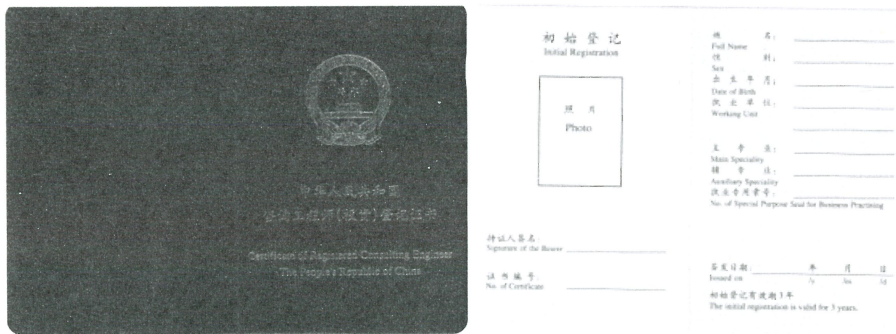 中华人民共和国
咨询工程师(投资)登记证书
Certificate of Registered Consulting Engineer
The People's Republic of China
初始登记
Initial Registration
照 片
Photo
持证人签名:
Signature of the Bearer
证书编号:
No. of Certificate
姓 名:
Full Name
性 别:
Sex
出生年月:
Date of Birth
执业单位:
Working Unit
主 专 业:
Main Speciality
辅 专 业:
Auxiliary Speciality
执业专用章号:
No. of Special Purpose Seal for Business Practising
签发日期: 年 月 日
Issued on /y /m /d
初始登记有效期3年
The initial registration is valid for 3 years.